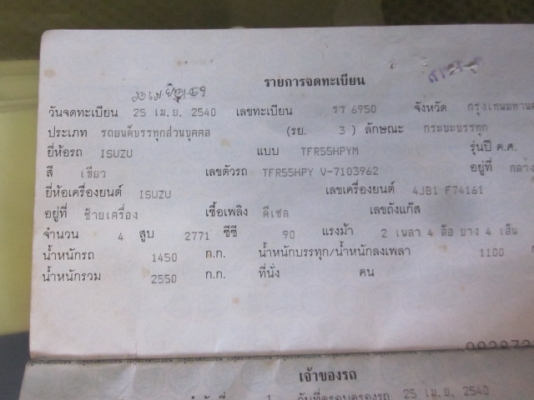 รายการจดทะเบียน
วันจดทะเบียน 25 เม.ย. 2540 เลขทะเบียน 6950 จังหวัด
ประเภท รถยนต์บรรทุกส่วนบุคคล (รย. 3) ลักษณะ กระบะบรรทุก
ยี่ห้อรถ ISUZU แบบ TFR55HPYM รุ่นปี ค.ศ.
สี เขียว เลขตัวรถ TFR55HPY V-7103962 อยู่ที่
ยี่ห้อเครื่องยนต์ ISUZU เลขเครื่องยนต์ 4JB1 F74161
อยู่ที่ ซ้ายเครื่อง เชื้อเพลิง ดีเซล เลขถังแก๊ส
จำนวน 4 สูบ 2771 ซีซี 90 แรงม้า 2 เพลา 4 ล้อ ยาง 4 เส้น
น้ำหนักรถ 1450 ก.ก. น้ำหนักบรรทุก/น้ำหนักลงเพลา 1100
น้ำหนักรวม 2550 ก.ก. ที่นั่ง คน
เจ้าของรถ
วันที่ครอบครองรถ 25 เม.ย. 2540